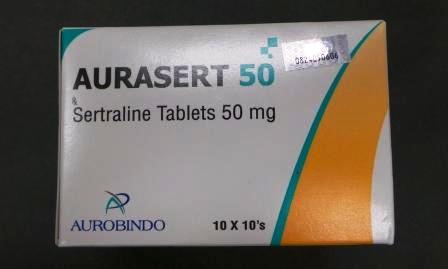 AURASERT 50
&
Sertraline Tablets 50 mg
AUROBINDO
10 X 10's